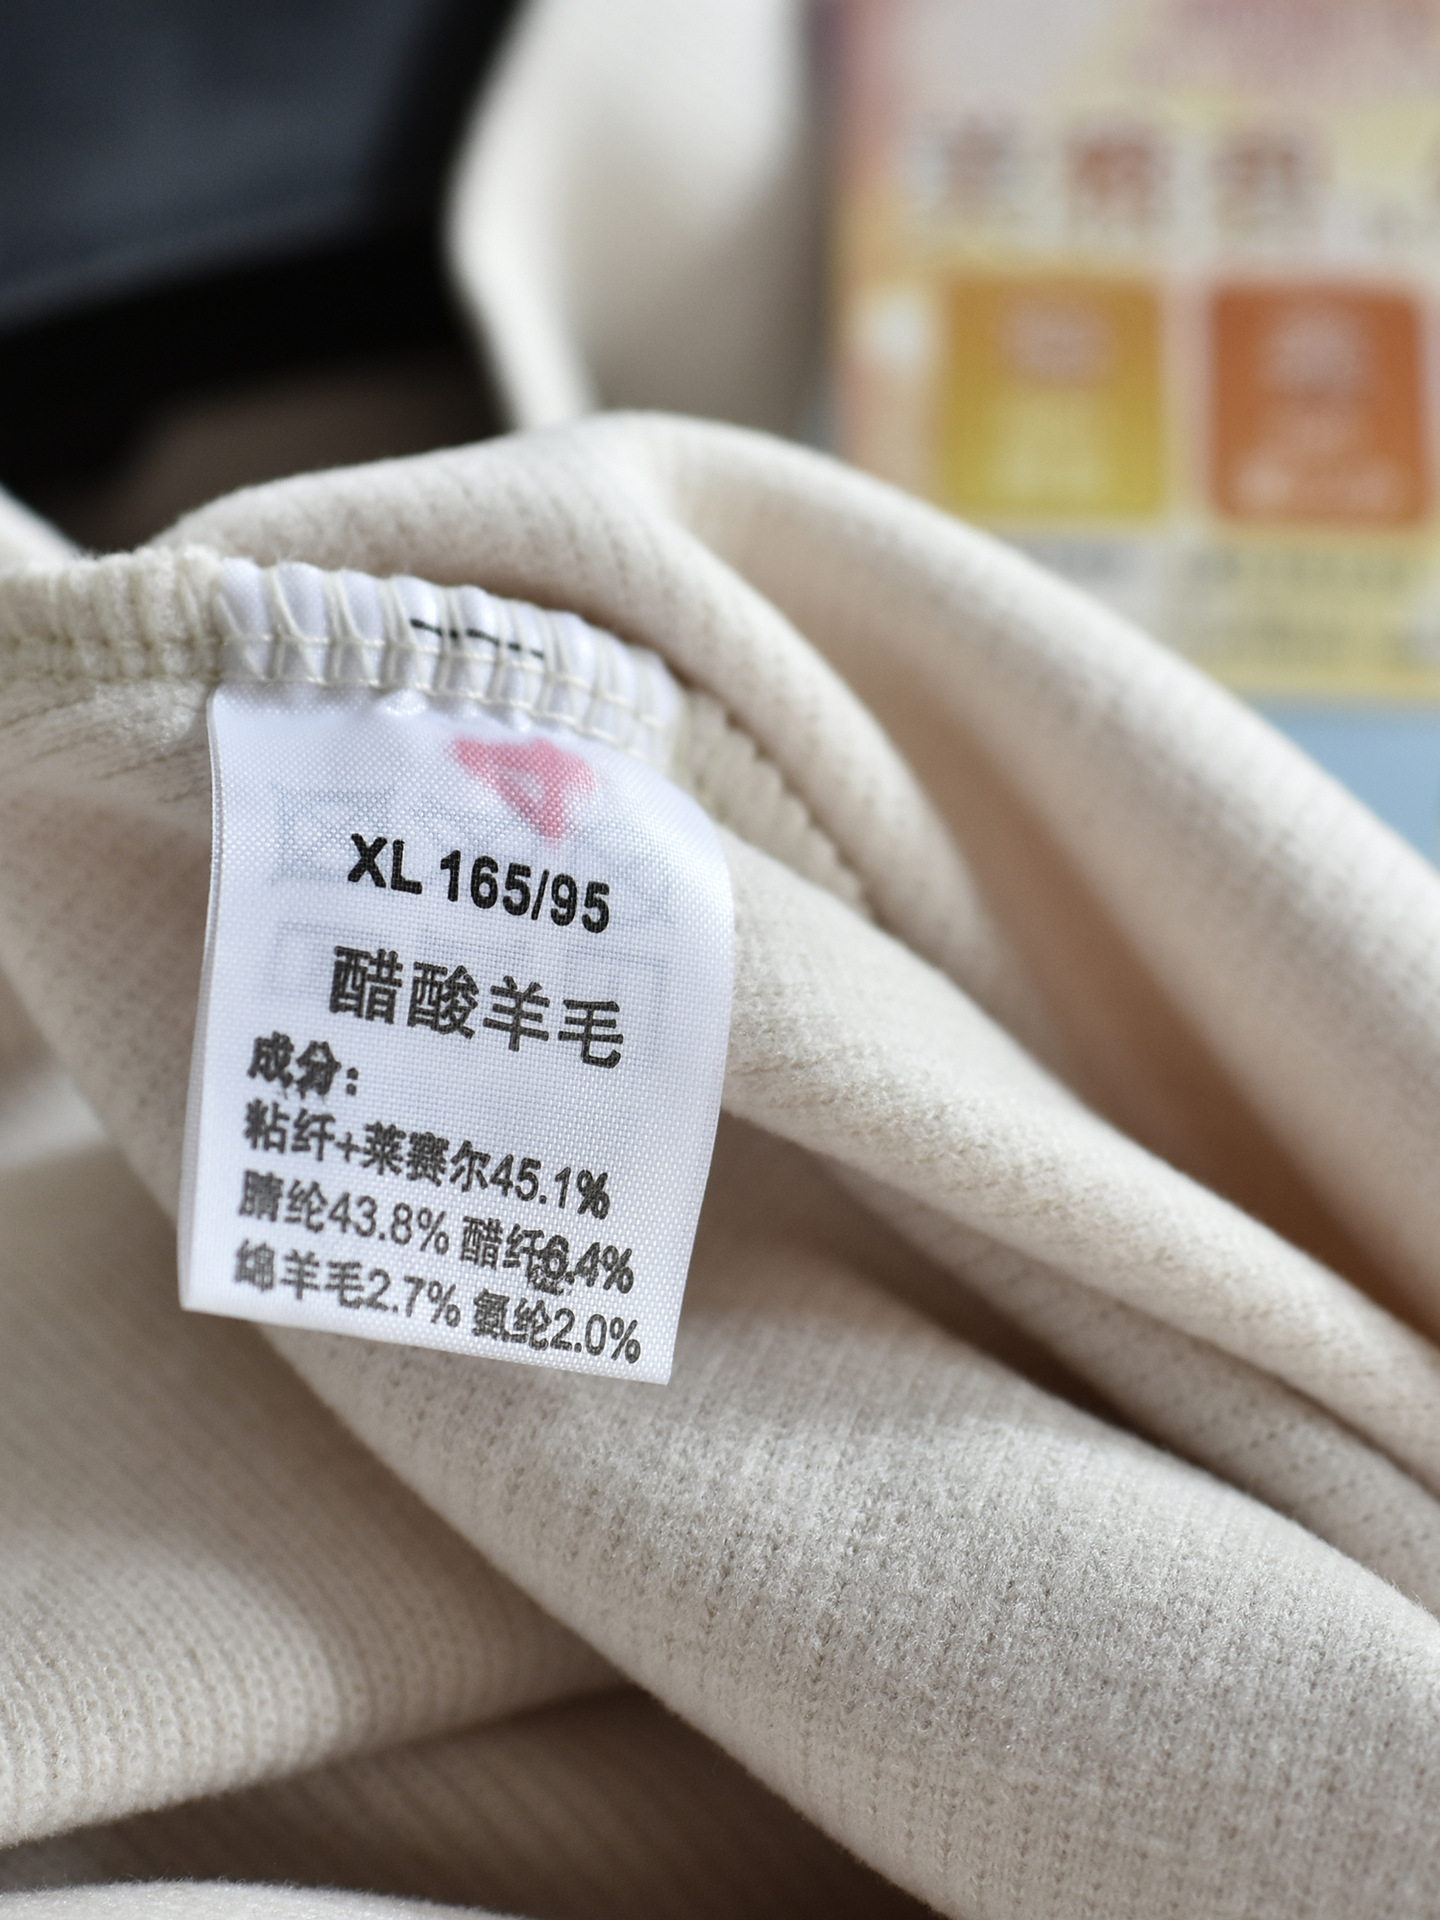 XL 165/95
醋酸羊毛
成分：
粘纤+莱赛尔45.1%
腈纶43.8% 醋纤6.4%
绵羊毛2.7% 氨纶2.0%